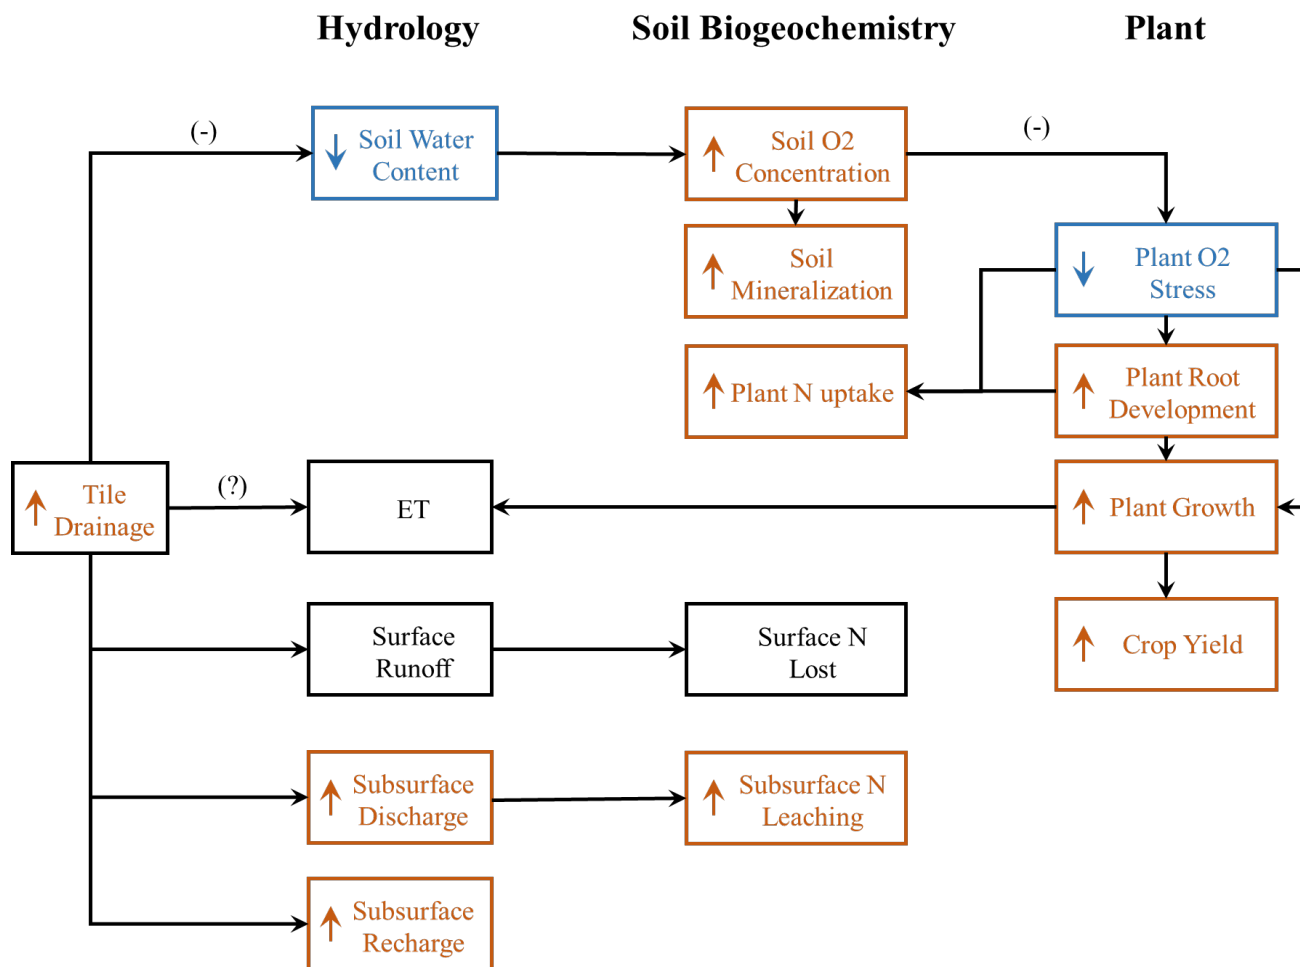 Hydrology
Soil Biogeochemistry
Plant
(-)
Soil Water
Content
Soil O2
Concentration
(-)
Soil
Mineralization
Plant O2
Stress
Plant N uptake
Plant Root
Development
Tile
Drainage
(?)
ET
Plant Growth
Surface
Runoff
Surface N
Lost
Crop Yield
Subsurface
Discharge
Subsurface N
Leaching
Subsurface
Recharge